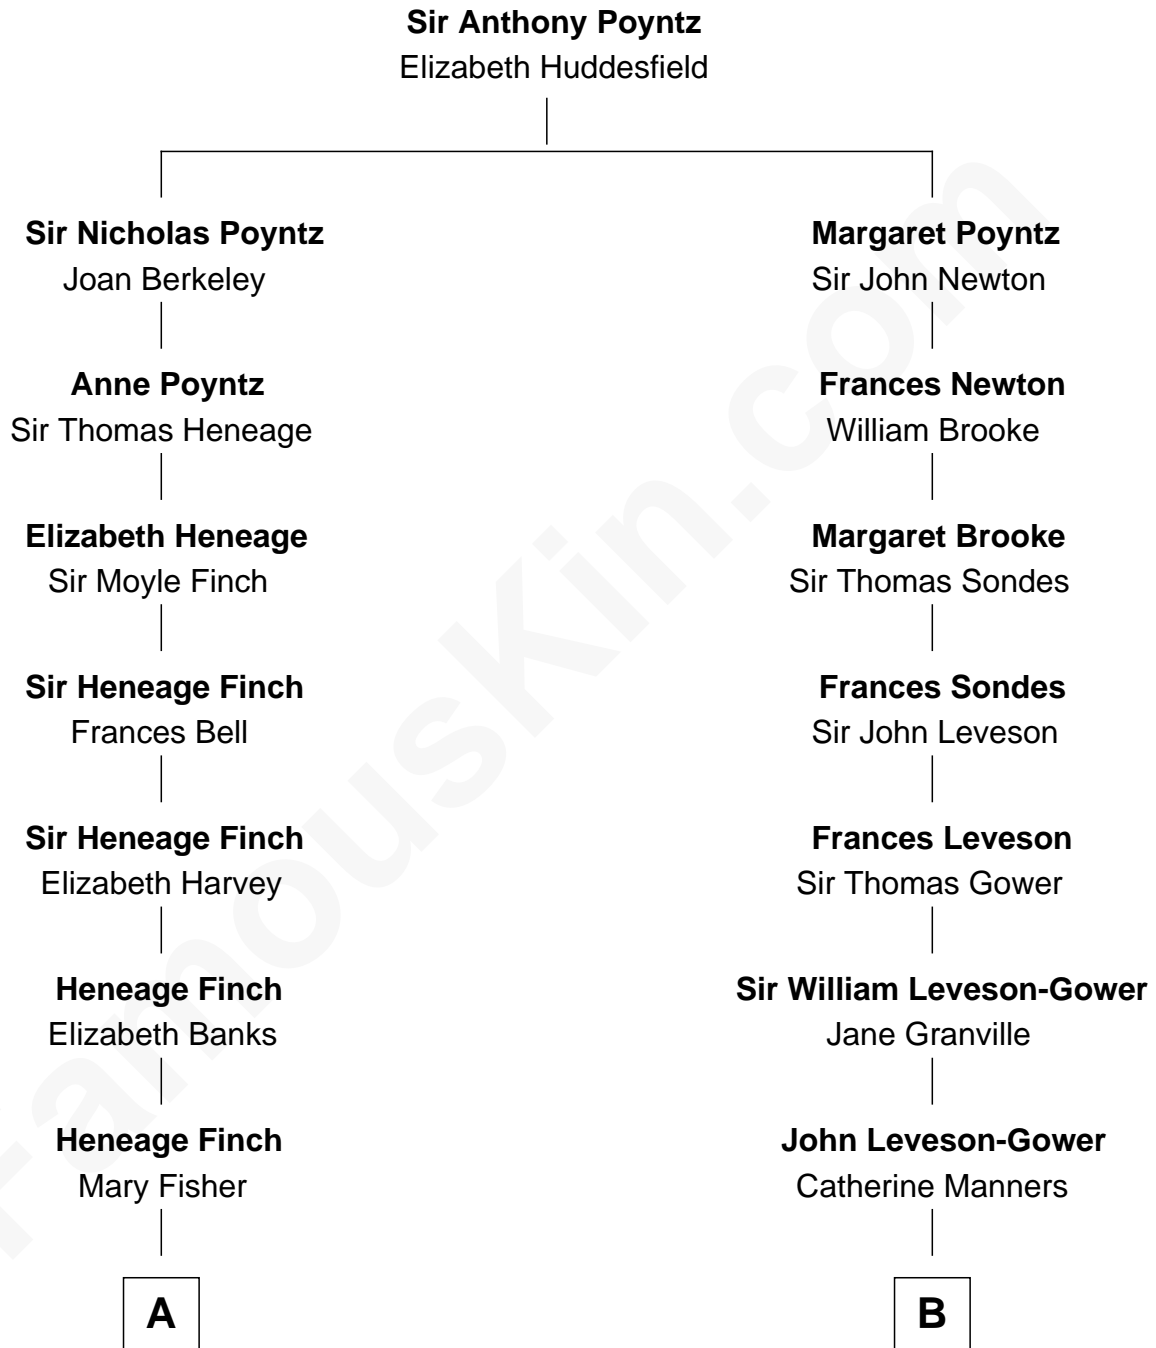 Sir Anthony Poyntz
Elizabeth Huddesfield
Sir Nicholas Poyntz
Joan Berkeley
Margaret Poyntz
Sir John Newton
Anne Poyntz
Sir Thomas Heneage
Frances Newton
William Brooke
Elizabeth Heneage
Sir Moyle Finch
Margaret Brooke
Sir Thomas Sondes
Sir Heneage Finch
Frances Bell
Frances Sondes
Sir John Leveson
Sir Heneage Finch
Elizabeth Harvey
Frances Leveson
Sir Thomas Gower
Heneage Finch
Elizabeth Banks
Sir William Leveson-Gower
Jane Granville
Heneage Finch
Mary Fisher
John Leveson-Gower
Catherine Manners
A
B
FamousKin.com